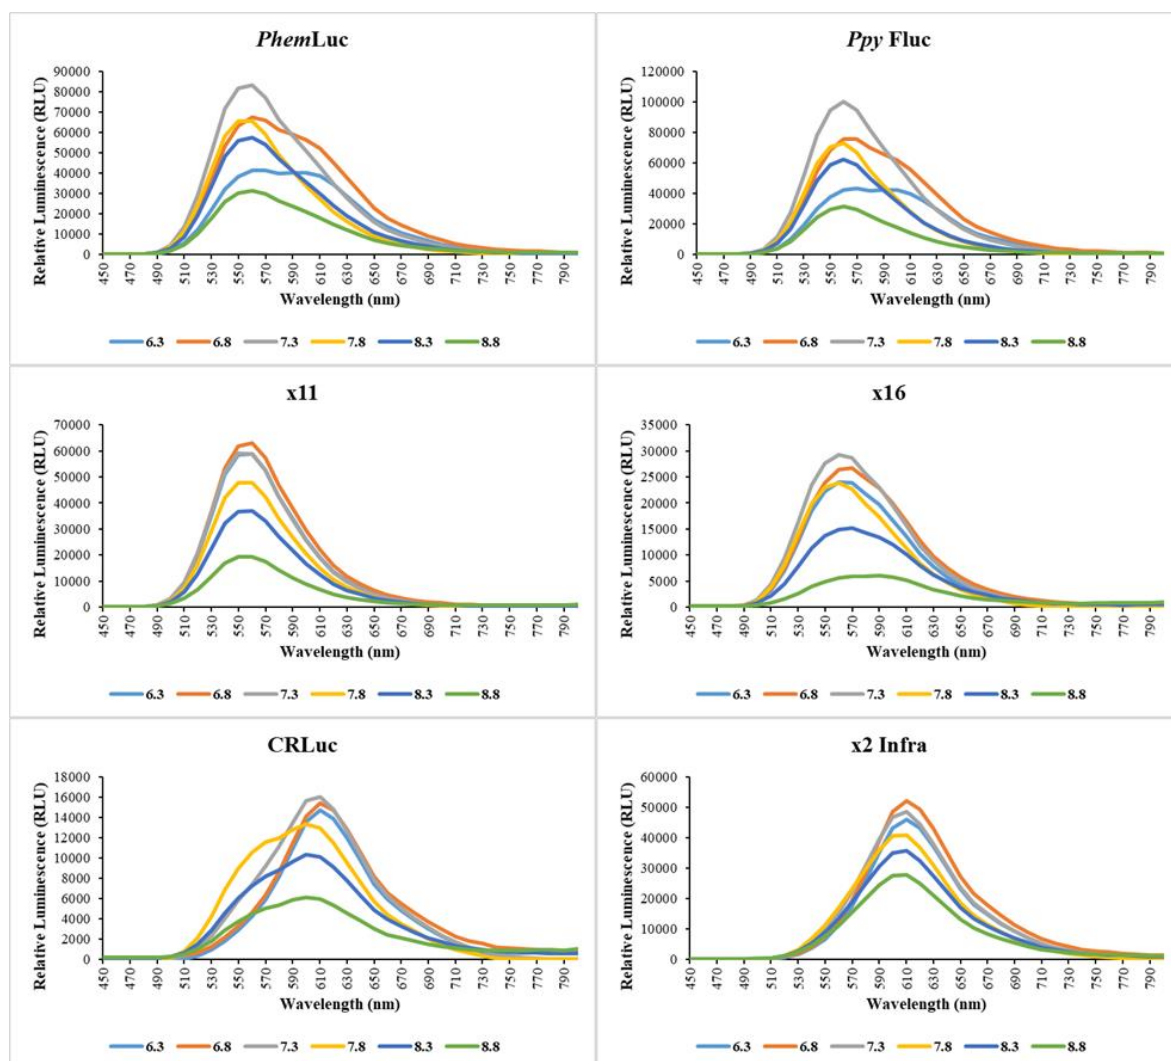 PhemLuc
Relative Luminescence (RLU)
90000
80000
70000
60000
50000
40000
30000
20000
10000
0
450 470 490 510 530 550 570 590 610 630 650 670 690 710 730 750 770 790
Wavelength (nm)
6.3 6.8 7.3 7.8 8.3 8.8
Ppy Fluc
Relative Luminescence (RLU)
120000
100000
80000
60000
40000
20000
0
450 470 490 510 530 550 570 590 610 630 650 670 690 710 730 750 770 790
Wavelength (nm)
6.3 6.8 7.3 7.8 8.3 8.8
x11
Relative Luminescence (RLU)
70000
60000
50000
40000
30000
20000
10000
0
450 470 490 510 530 550 570 590 610 630 650 670 690 710 730 750 770 790
Wavelength (nm)
6.3 6.8 7.3 7.8 8.3 8.8
x16
Relative Luminescence (RLU)
35000
30000
25000
20000
15000
10000
5000
0
450 470 490 510 530 550 570 590 610 630 650 670 690 710 730 750 770 790
Wavelength (nm)
6.3 6.8 7.3 7.8 8.3 8.8
CRLuc
Relative Luminescence (RLU)
18000
16000
14000
12000
10000
8000
6000
4000
2000
0
450 470 490 510 530 550 570 590 610 630 650 670 690 710 730 750 770 790
Wavelength (nm)
6.3 6.8 7.3 7.8 8.3 8.8
x2 Infra
Relative Luminescence (RLU)
60000
50000
40000
30000
20000
10000
0
450 470 490 510 530 550 570 590 610 630 650 670 690 710 730 750 770 790
Wavelength (nm)
6.3 6.8 7.3 7.8 8.3 8.8